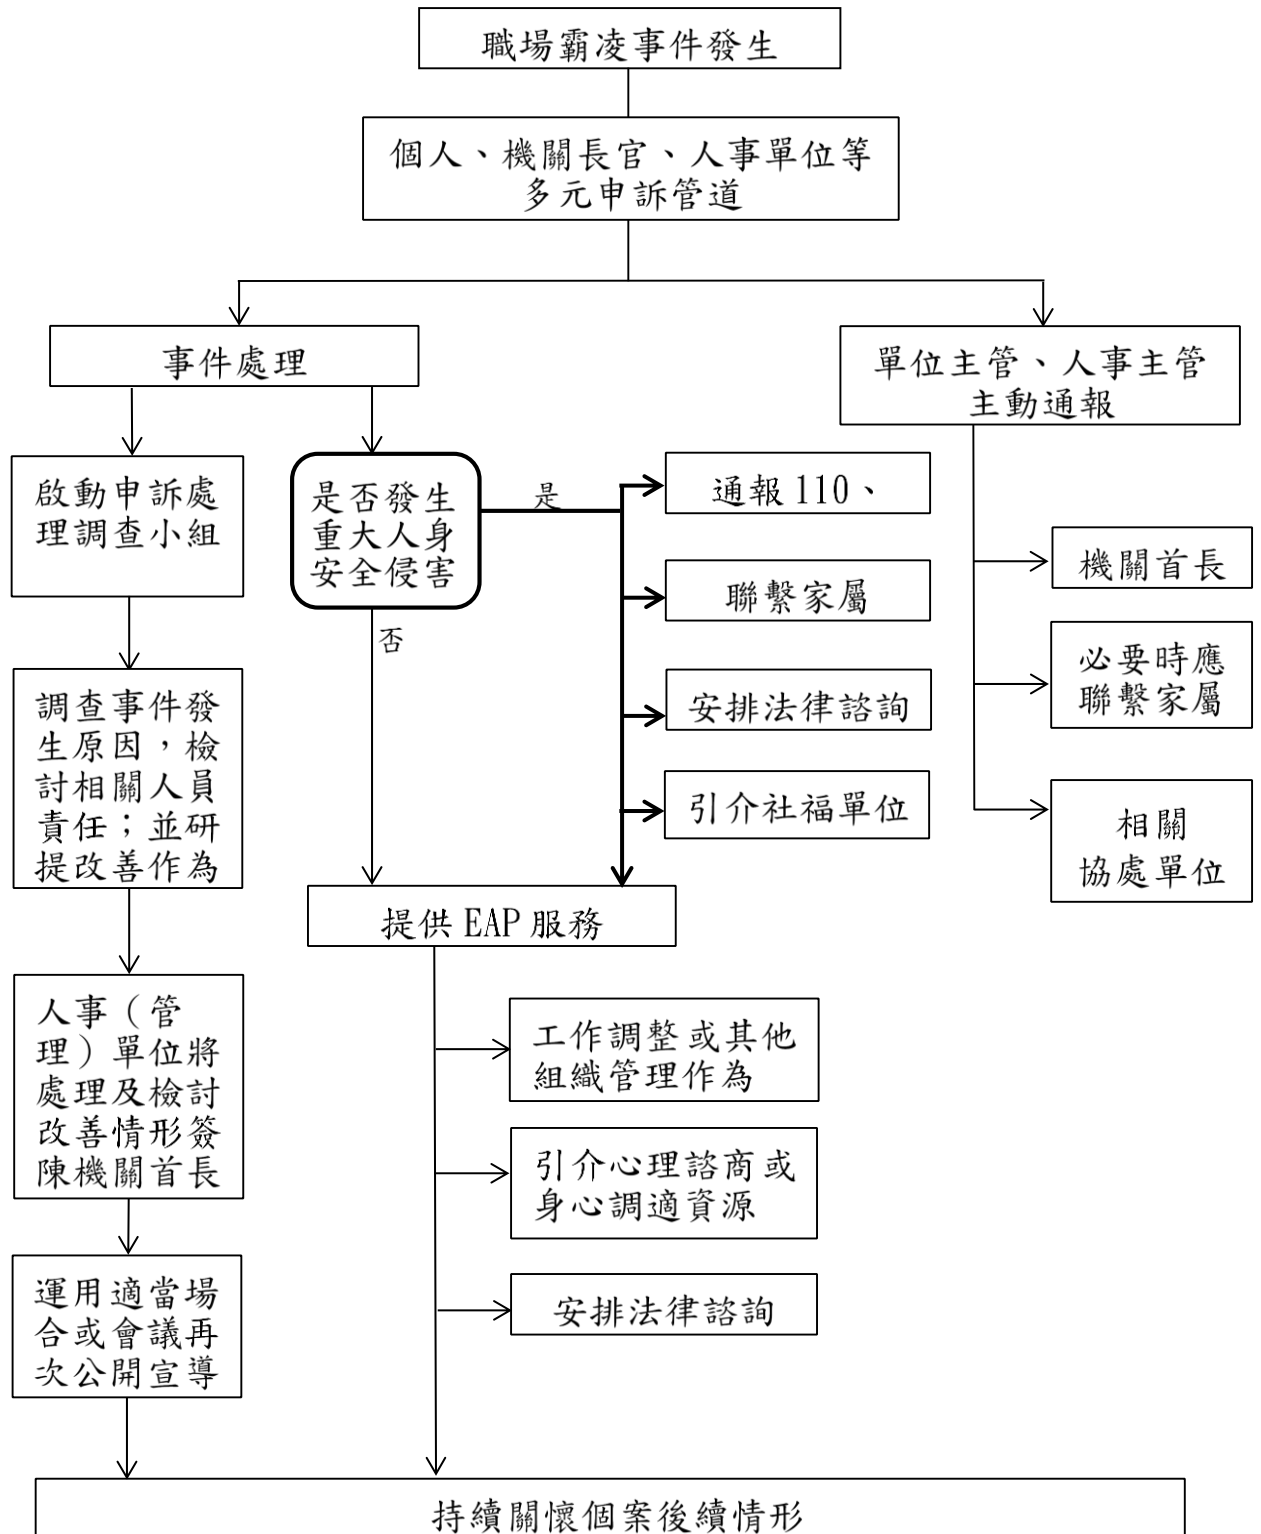 職場霸凌事件發生
個人、機關長官、人事單位等
多元申訴管道
事件處理
單位主管、人事主管
主動通報
啟動申訴處
理調查小組
是否發生
重大人身
安全侵害
是
否
通報 110、
聯繫家屬
安排法律諮詢
引介社福單位
機關首長
必要時應
聯繫家屬
相關
協處單位
調查事件發
生原因，檢
討相關人員
責任；並研
提改善作為
提供 EAP 服務
人事（管
理）單位將
處理及檢討
改善情形簽
陳機關首長
工作調整或其他
組織管理作為
引介心理諮商或
身心調適資源
安排法律諮詢
運用適當場
合或會議再
次公開宣導
持續關懷個案後續情形